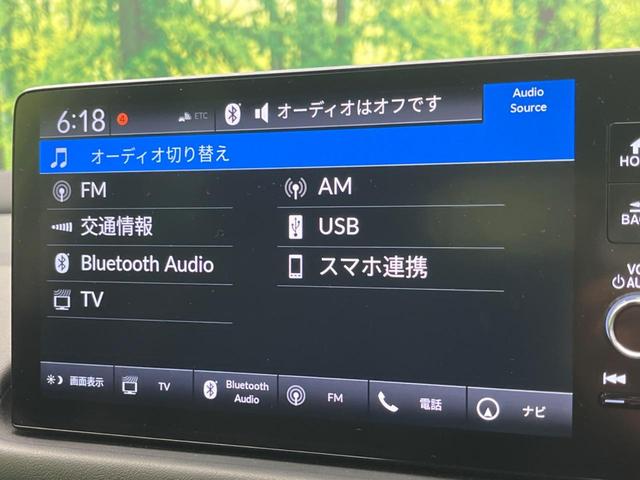 6:18
4
ETC
オーディオはオフです
Audio
Source
オーディオ切り替え
FM
AM
交通情報
USB
Bluetooth Audio
スマホ連携
TV
画面表示
TV
Bluetooth
Audio
FM
電話
ナビ